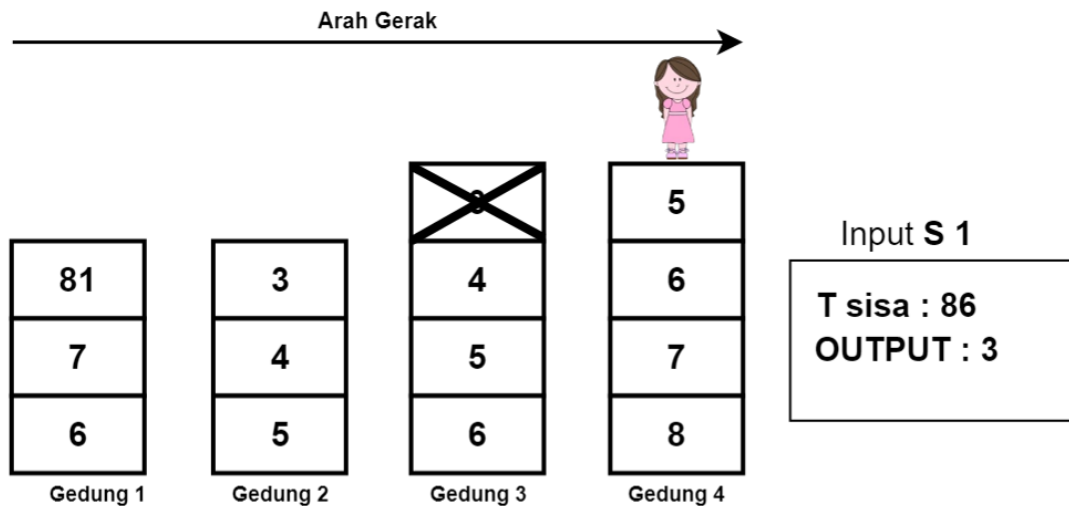 Arah Gerak
5
81 3 4 6
7 4 5 7
6 5 6 8
Gedung 1 Gedung 2 Gedung 3 Gedung 4
Input S 1
T sisa : 86
OUTPUT : 3